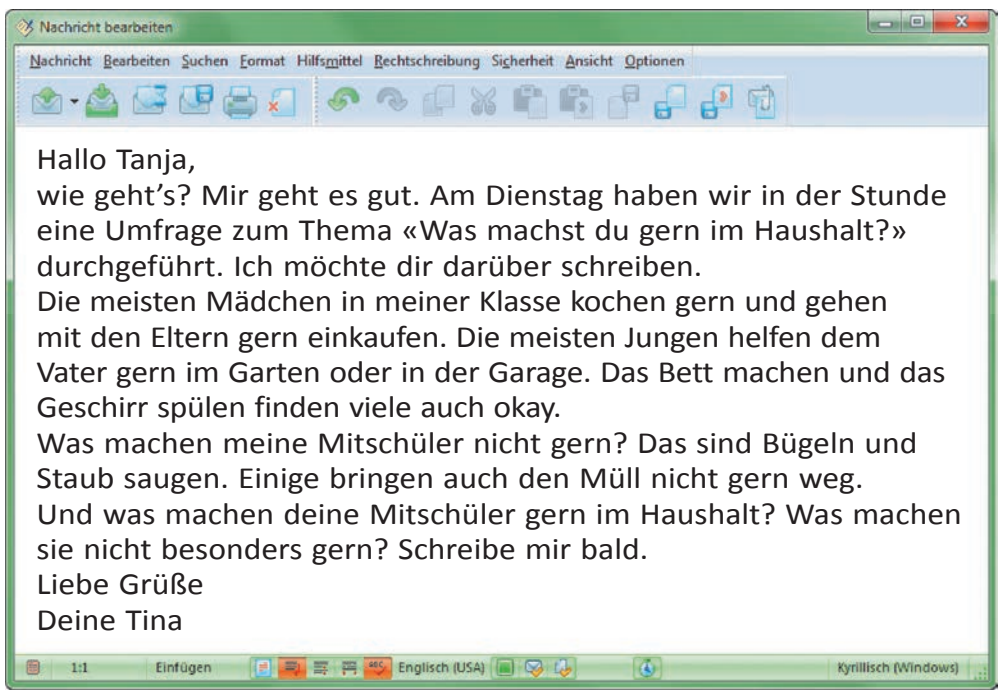 Nachricht bearbeiten
Nachricht Bearbeiten Suchen Format Hilfsmittel Rechtschreibung Sicherheit Ansicht Optionen
Hallo Tanja,
wie geht’s? Mir geht es gut. Am Dienstag haben wir in der Stunde
eine Umfrage zum Thema «Was machst du gern im Haushalt?»
durchgeführt. Ich möchte dir darüber schreiben.
Die meisten Mädchen in meiner Klasse kochen gern und gehen
mit den Eltern gern einkaufen. Die meisten Jungen helfen dem
Vater gern im Garten oder in der Garage. Das Bett machen und das
Geschirr spülen finden viele auch okay.
Was machen meine Mitschüler nicht gern? Das sind Bügeln und
Staub saugen. Einige bringen auch den Müll nicht gern weg.
Und was machen deine Mitschüler gern im Haushalt? Was machen
sie nicht besonders gern? Schreibe mir bald.
Liebe Grüße
Deine Tina
1:1 Einfügen ABC Englisch (USA) Kyrillisch (Windows)